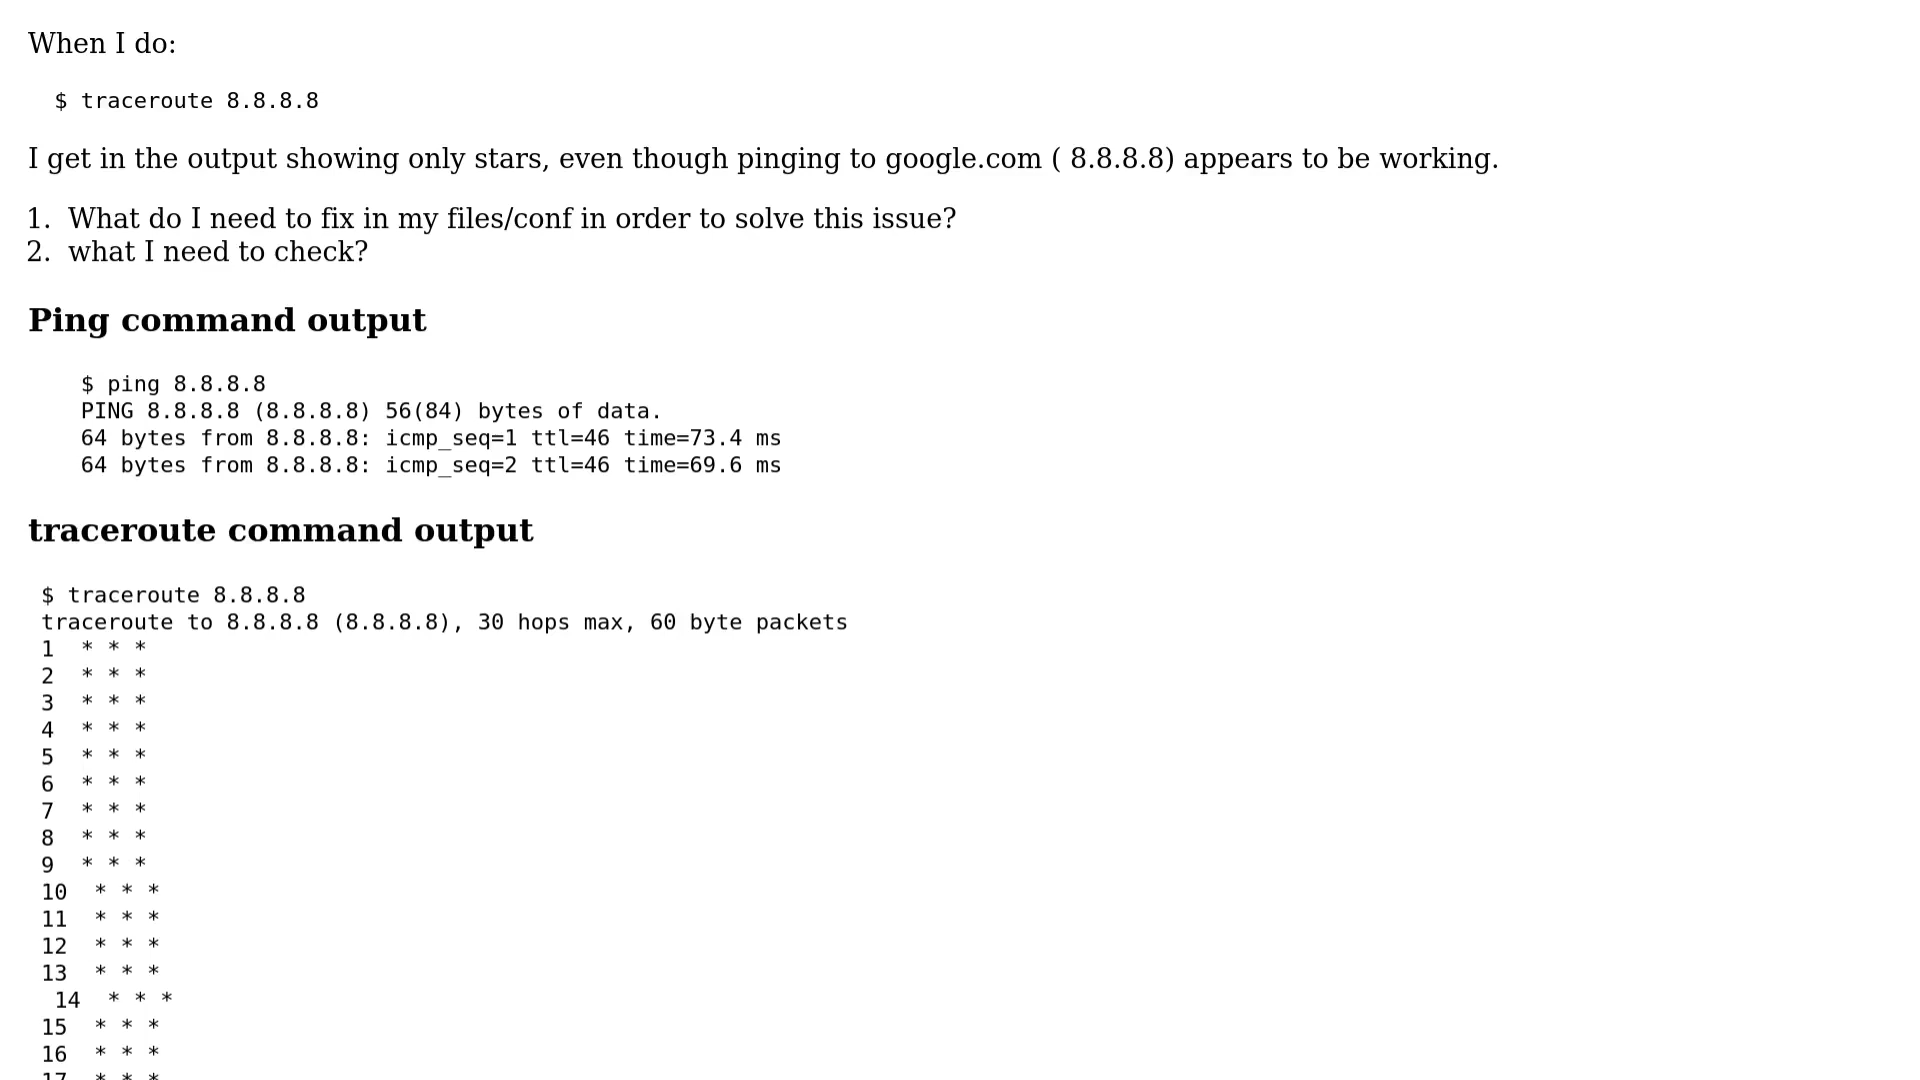 When I do:
$ traceroute 8.8.8.8
I get in the output showing only stars, even though pinging to google.com ( 8.8.8.8) appears to be working.
1. What do I need to fix in my files/conf in order to solve this issue?
2. what I need to check?
Ping command output
$ ping 8.8.8.8
PING 8.8.8.8 (8.8.8.8) 56(84) bytes of data.
64 bytes from 8.8.8.8: icmp_seq=1 ttl=46 time=73.4 ms
64 bytes from 8.8.8.8: icmp_seq=2 ttl=46 time=69.6 ms
traceroute command output
$ traceroute 8.8.8.8
traceroute to 8.8.8.8 (8.8.8.8), 30 hops max, 60 byte packets
1  * * *
2  * * *
3  * * *
4  * * *
5  * * *
6  * * *
7  * * *
8  * * *
9  * * *
10  * * *
11  * * *
12  * * *
13  * * *
14  * * *
15  * * *
16  * * *
17  * * *